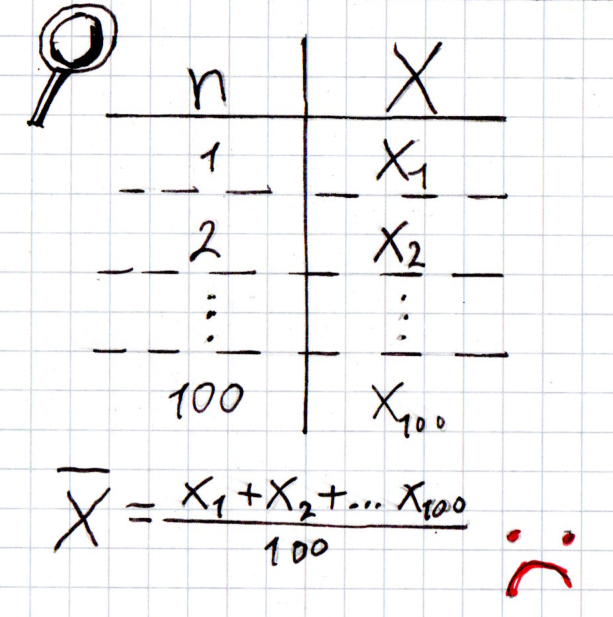 n X
1 X₁
2 X₂
⋮ ⋮
100 X₁₀₀
X̄ = (X₁+X₂+... X₁₀₀)/100